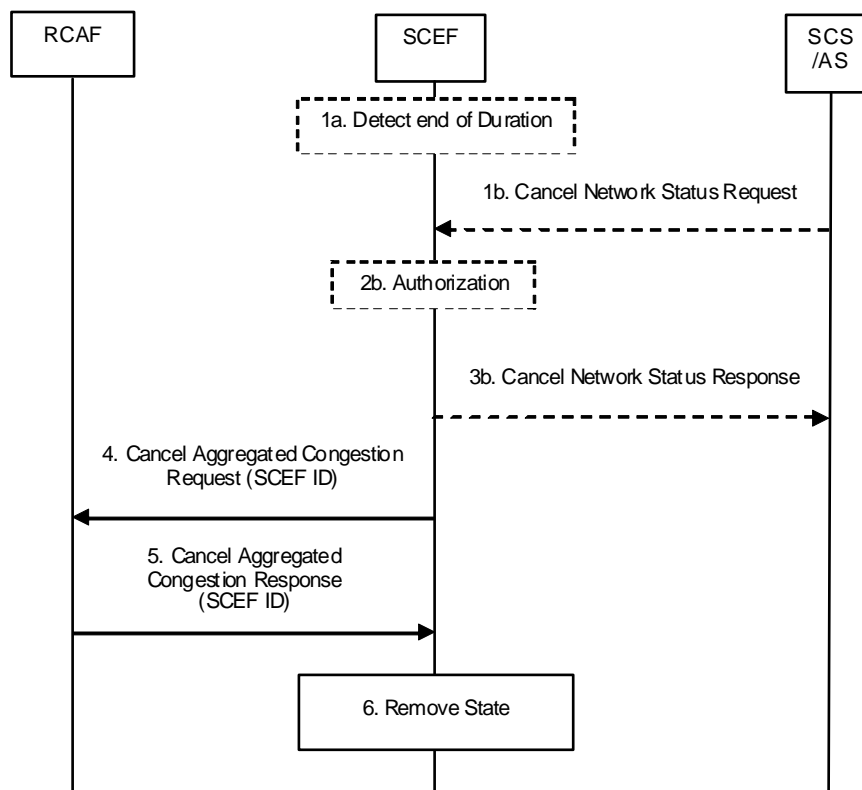 RCAF
SCEF
SCS
/AS
1a. Detect end of Duration
1b. Cancel Network Status Request
2b. Authorization
3b. Cancel Network Status Response
4. Cancel Aggregated Congestion
Request (SCEF ID)
5. Cancel Aggregated
Congestion Response
(SCEF ID)
6. Remove State